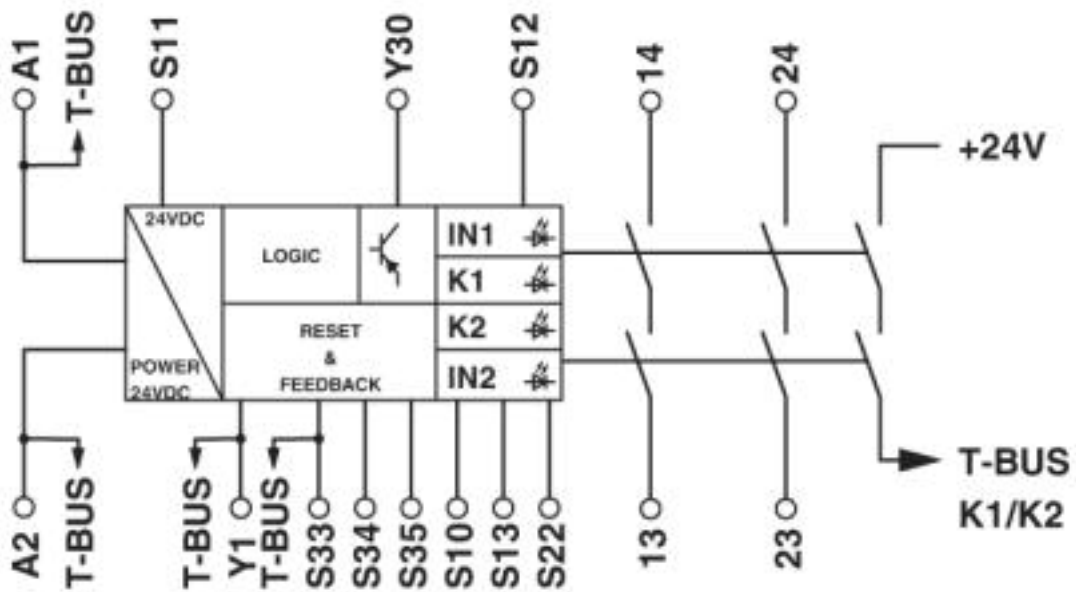 A1
T-BUS
S11
Y30
S12
14
24
+24V
24VDC
LOGIC
IN1
K1
RESET
&
FEEDBACK
K2
IN2
POWER
24VDC
A2
T-BUS
T-BUS
Y1
T-BUS
S33
S34
S35
S10
S13
S22
13
23
T-BUS
K1/K2